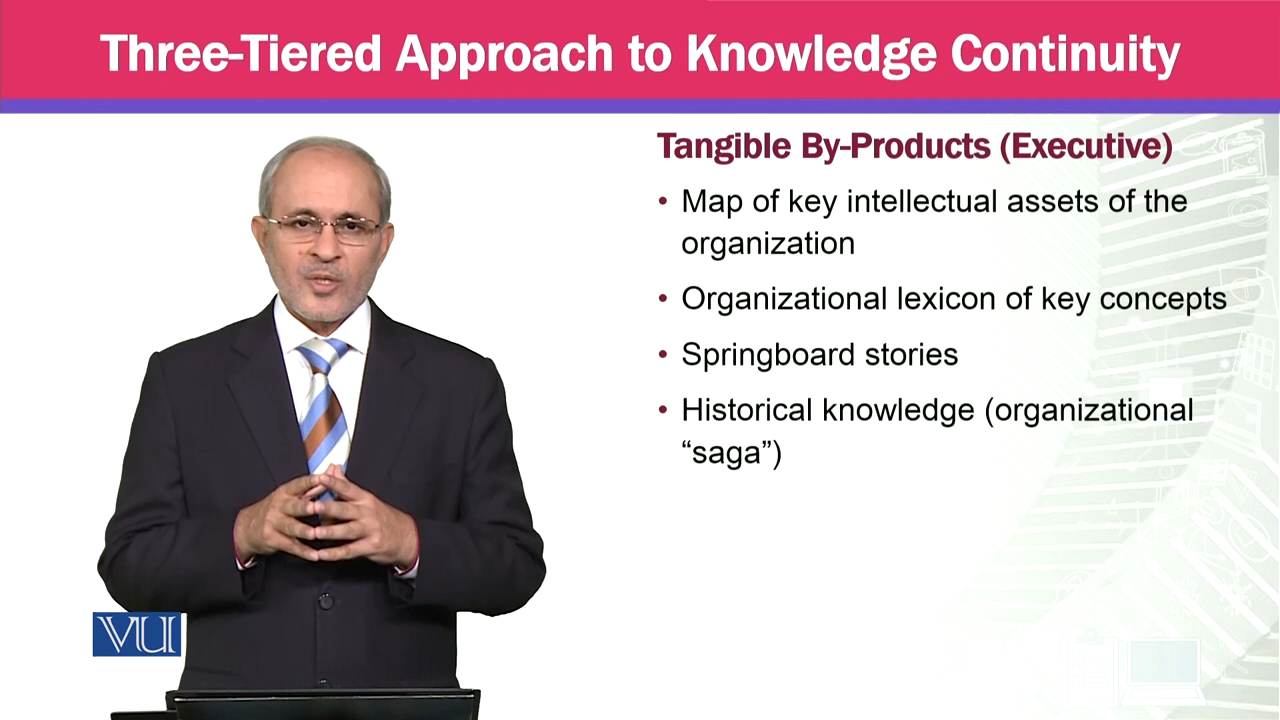 Three-Tiered Approach to Knowledge Continuity
Tangible By-Products (Executive)
• Map of key intellectual assets of the
organization
• Organizational lexicon of key concepts
• Springboard stories
• Historical knowledge (organizational
“saga”)
VU